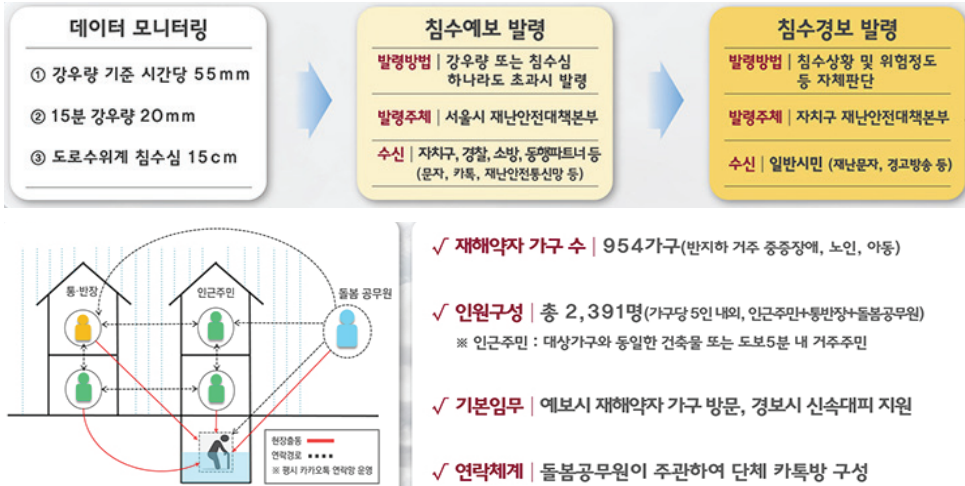 데이터 모니터링
① 강우량 기준 시간당 55mm
② 15분 강우량 20mm
③ 도로수위계 침수심 15cm
침수예보 발령
발령방법 | 강우량 또는 침수심
하나라도 초과시 발령
발령주체 | 서울시 재난안전대책본부
수신 | 자치구, 경찰, 소방, 동행파트너 등
(문자, 카톡, 재난안전통신망 등)
침수경보 발령
발령방법 | 침수상황 및 위험정도
등 자체판단
발령주체 | 자치구 재난안전대책본부
수신 | 일반시민 (재난문자, 경고방송 등)
통·반장
인근주민
돌봄 공무원
현장출동
연락경로
※ 평시 카카오톡 연락망 운영
√ 재해약자 가구 수 | 954가구(반지하 거주 중증장애, 노인, 아동)
√ 인원구성 | 총 2,391명(가구당 5인 내외, 인근주민+통반장+돌봄공무원)
※ 인근주민 : 대상가구와 동일한 건축물 또는 도보5분 내 거주주민
√ 기본임무 | 예보시 재해약자 가구 방문, 경보시 신속대피 지원
√ 연락체계 | 돌봄공무원이 주관하여 단체 카톡방 구성